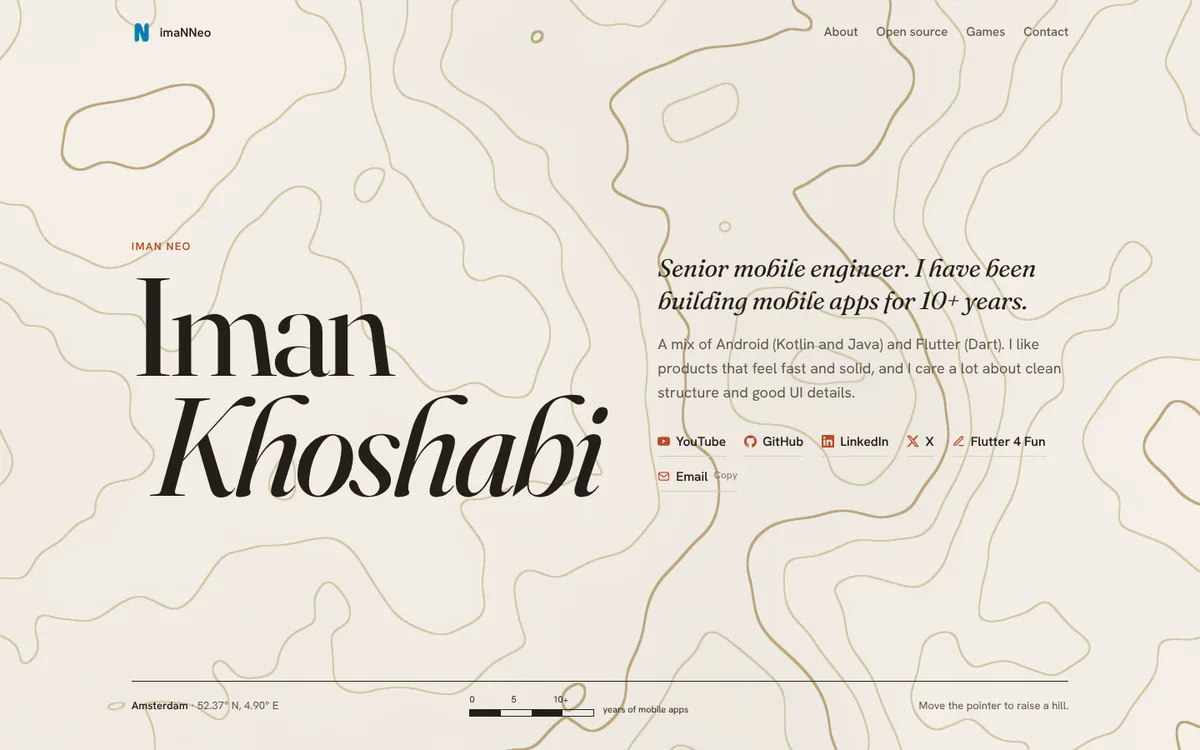 N imaNNeo
About Open source Games Contact
IMAN NEO
Iman
Khoshabi
Senior mobile engineer. I have been
building mobile apps for 10+ years.
A mix of Android (Kotlin and Java) and Flutter (Dart). I like
products that feel fast and solid, and I care a lot about clean
structure and good UI details.
YouTube GitHub LinkedIn X Flutter 4 Fun
Email Copy
Amsterdam · 52.37° N, 4.90° E
0 5 10+
years of mobile apps
Move the pointer to raise a hill.